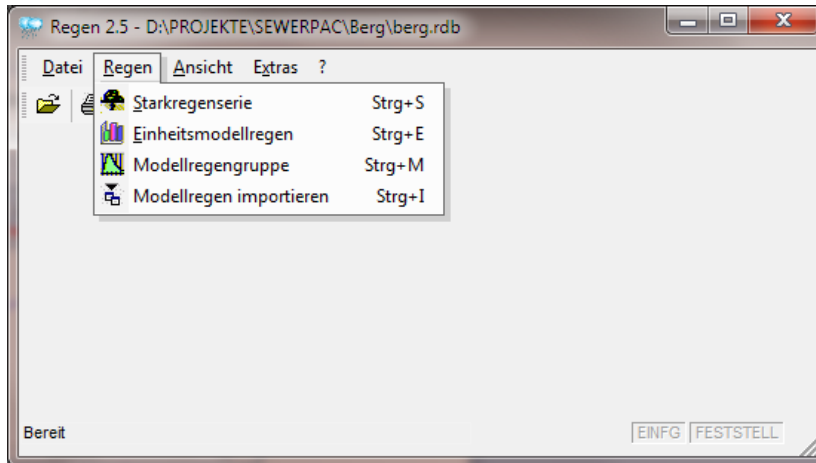 Regen 2.5 - D:\PROJEKTE\SEWERPAC\Berg\berg.rdb
Datei Regen Ansicht Extras ?
Starkregenserie Strg+S
Einheitsmodellregen Strg+E
Modellregengruppe Strg+M
Modellregen importieren Strg+I
Bereit EINFG FESTSTELL